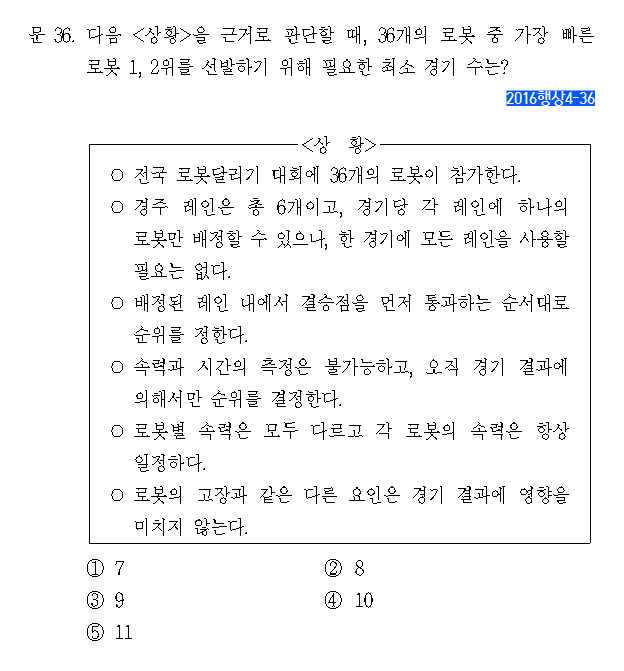 문 36. 다음 <상황>을 근거로 판단할 때, 36개의 로봇 중 가장 빠른
로봇 1, 2위를 선발하기 위해 필요한 최소 경기 수는?
2016행상4-36
<상 황>
○ 전국 로봇달리기 대회에 36개의 로봇이 참가한다.
○ 경주 레인은 총 6개이고, 경기당 각 레인에 하나의
로봇만 배정할 수 있으나, 한 경기에 모든 레인을 사용할
필요는 없다.
○ 배정된 레인 내에서 결승점을 먼저 통과하는 순서대로
순위를 정한다.
○ 속력과 시간의 측정은 불가능하고, 오직 경기 결과에
의해서만 순위를 결정한다.
○ 로봇별 속력은 모두 다르고 각 로봇의 속력은 항상
일정하다.
○ 로봇의 고장과 같은 다른 요인은 경기 결과에 영향을
미치지 않는다.
① 7 ② 8
③ 9 ④ 10
⑤ 11